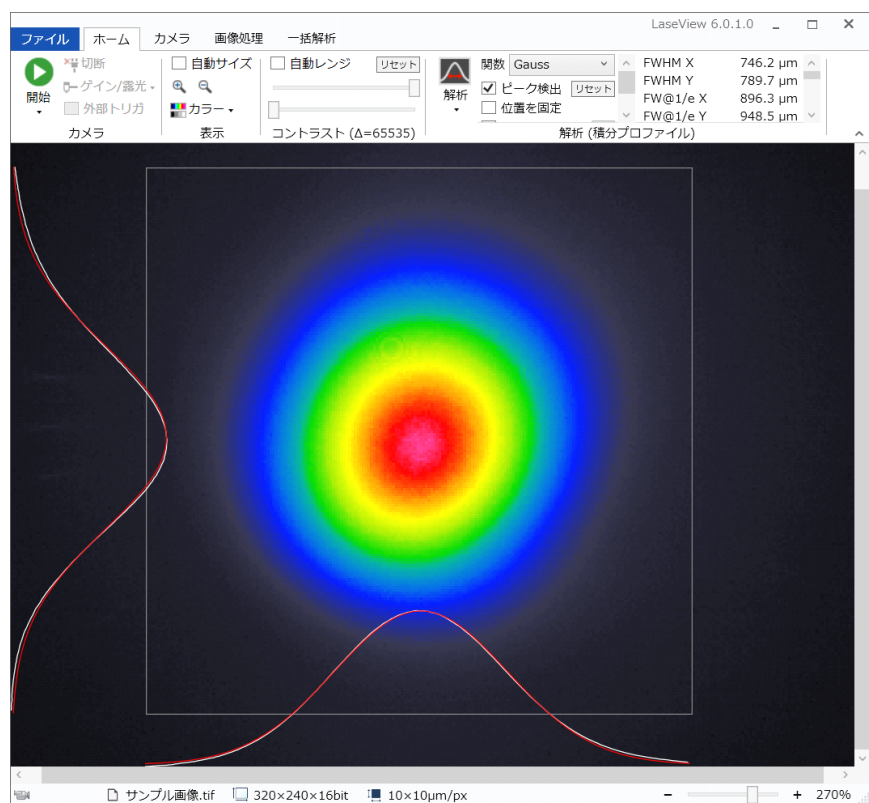 LaseView 6.0.1.0
ファイル ホーム カメラ 画像処理 一括解析
開始
切断
ゲイン/露光
外部トリガ
カメラ
自動サイズ
カラー
表示
自動レンジ リセット
コントラスト (Δ=65535)
解析
関数 Gauss
ピーク検出 リセット
位置を固定
FWHM X 746.2 µm
FWHM Y 789.7 µm
FW@1/e X 896.3 µm
FW@1/e Y 948.5 µm
解析 (積分プロファイル)
サンプル画像.tif 320×240×16bit 10×10µm/px − + 270%